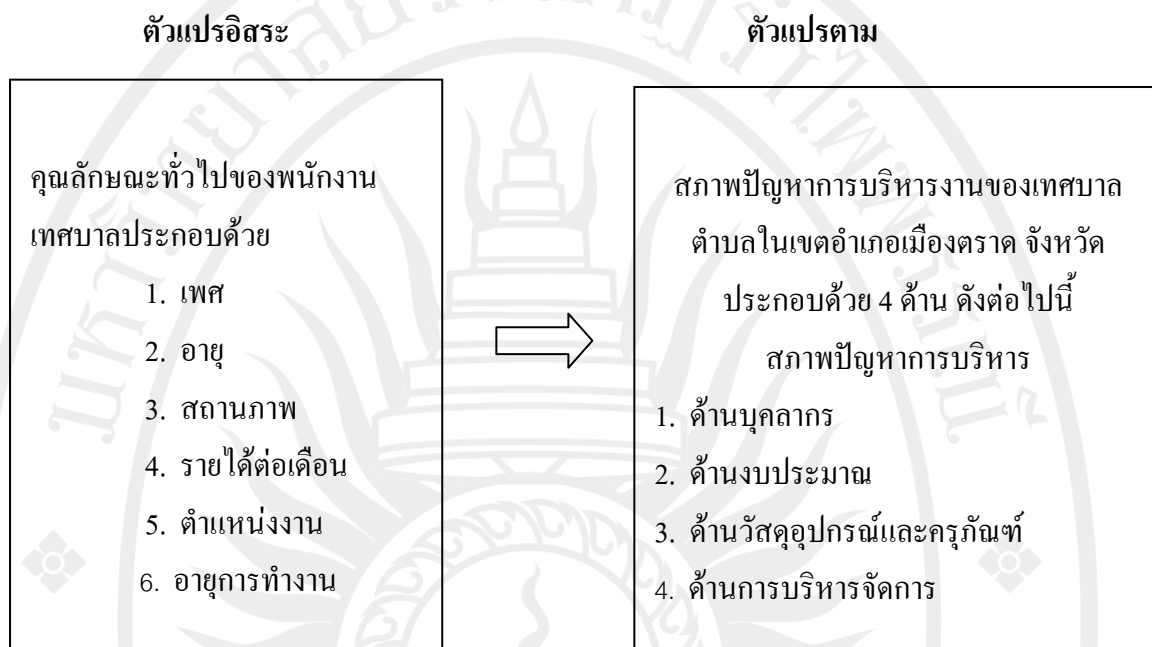 ตัวแปรอิสระ
ตัวแปรตาม
คุณลักษณะทั่วไปของพนักงาน
เทศบาลประกอบด้วย
1. เพศ
2. อายุ
3. สถานภาพ
4. รายได้ต่อเดือน
5. ตำแหน่งงาน
6. อายุการทำงาน
สภาพปัญหาการบริหารงานของเทศบาล
ตำบลในเขตอำเภอเมืองตราด จังหวัด
ประกอบด้วย 4 ด้าน ดังต่อไปนี้
สภาพปัญหาการบริหาร
1. ด้านบุคลากร
2. ด้านงบประมาณ
3. ด้านวัสดุอุปกรณ์และครุภัณฑ์
4. ด้านการบริหารจัดการ